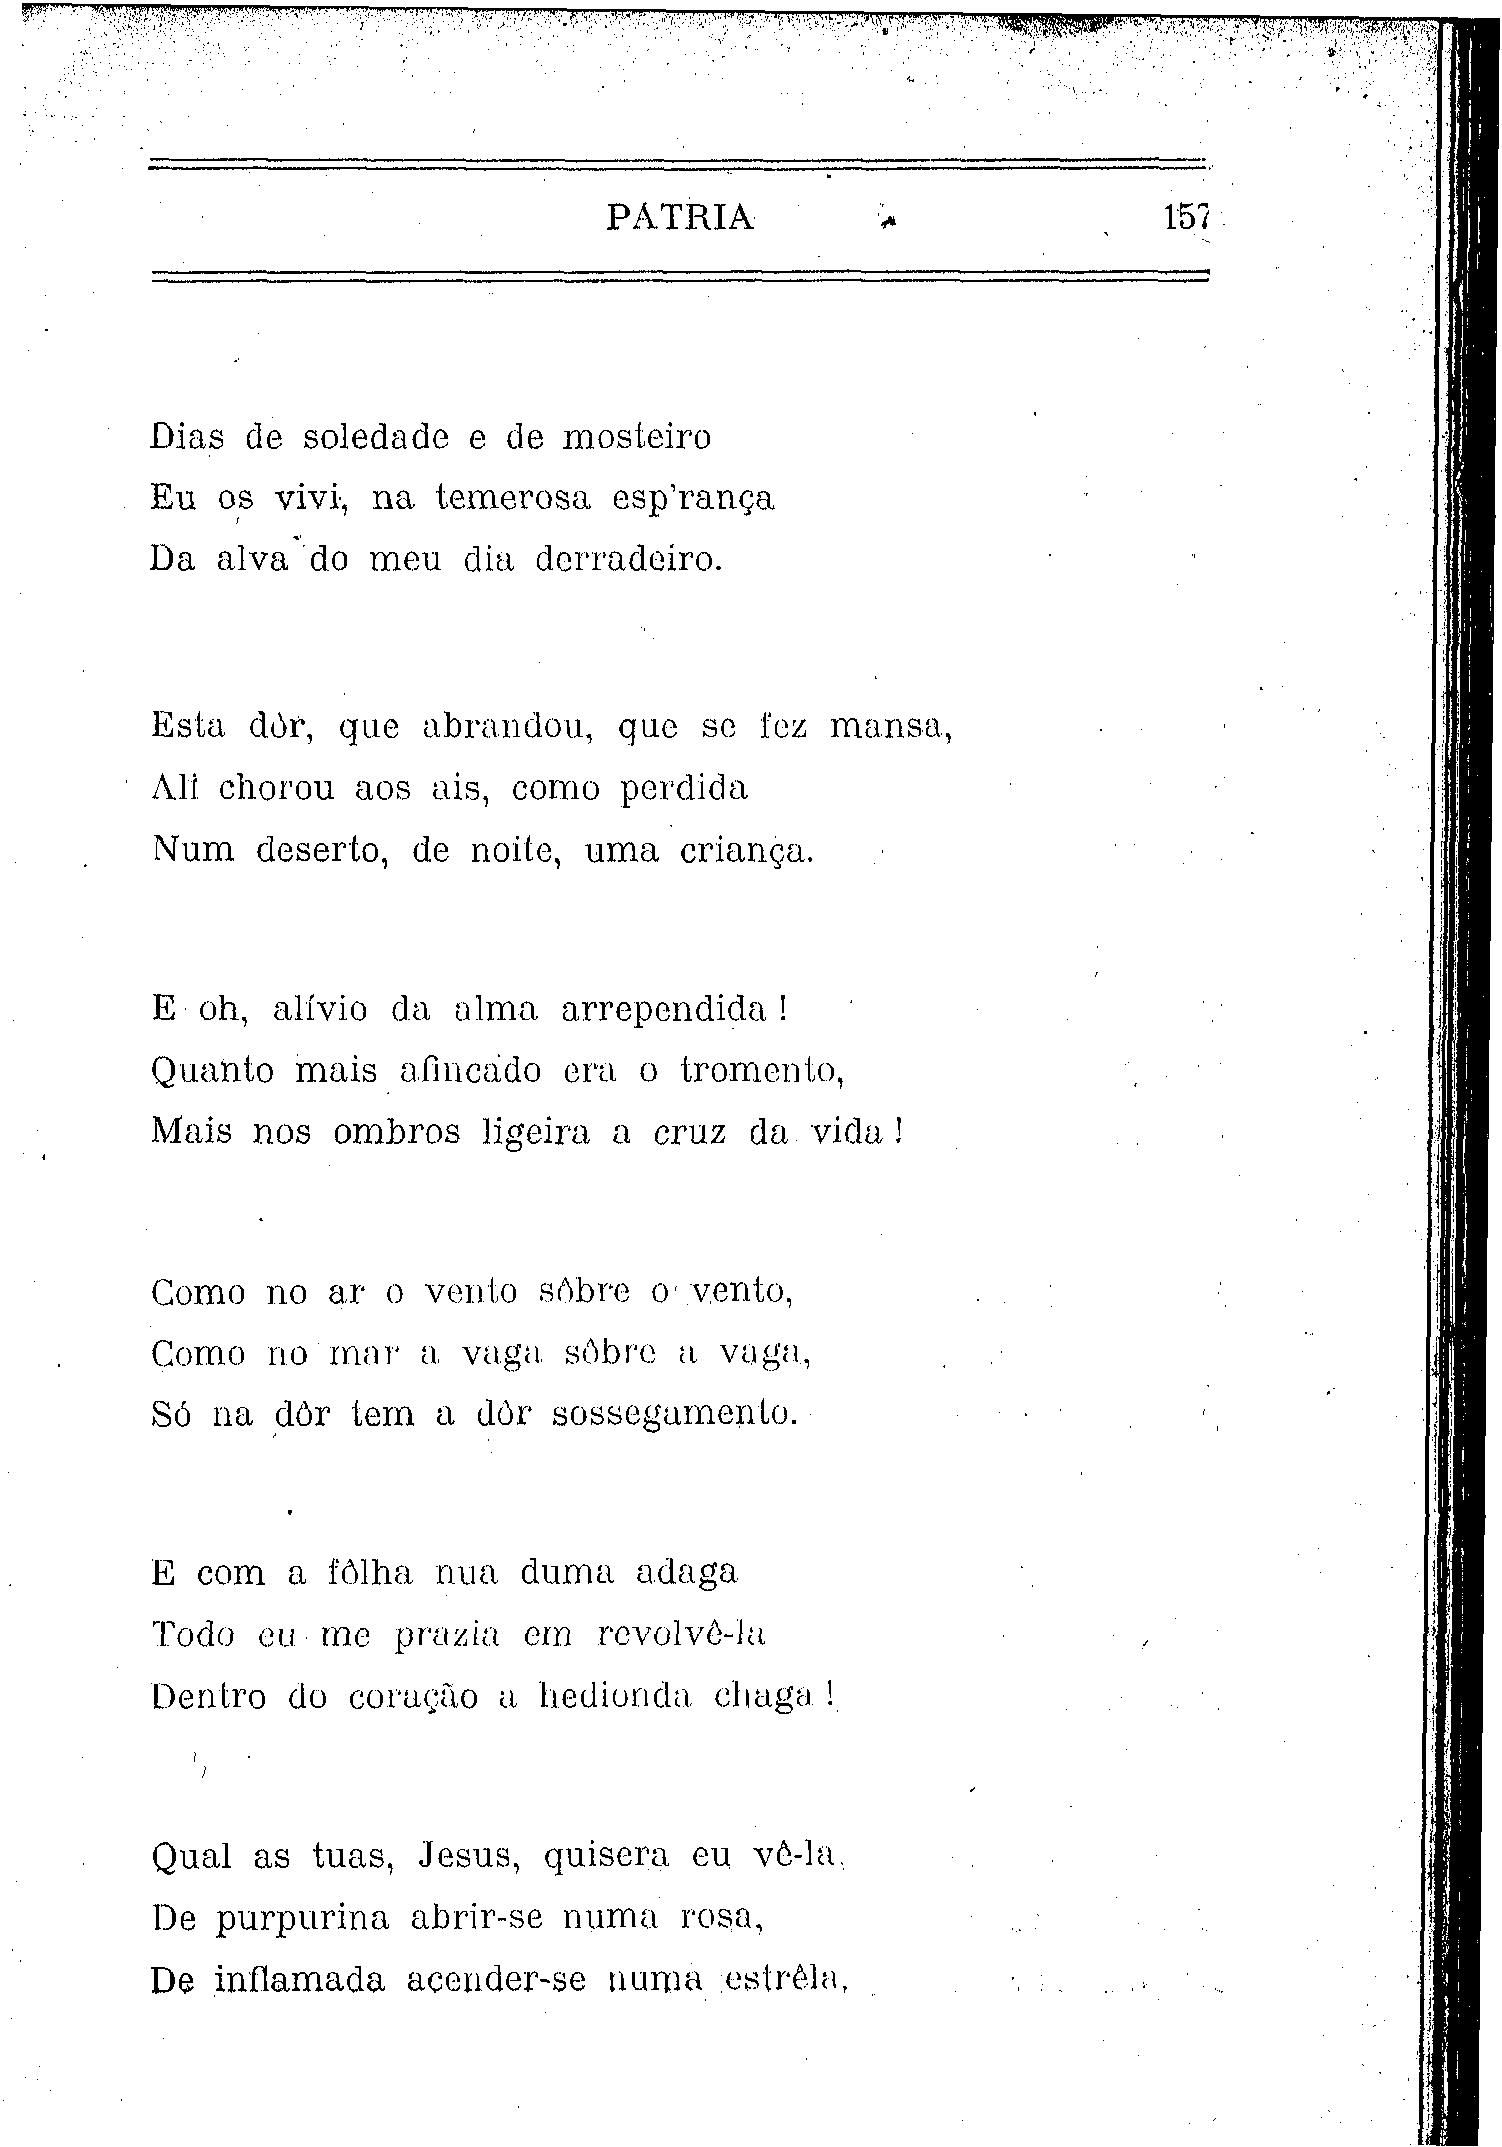 PATRIA 157
Dias de soledade e de mosteiro
Eu os vivi, na temerosa esp'rança
Da alva do meu dia derradeiro.
Esta dôr, que abrandou, que se fez mansa,
Ali chorou aos ais, como perdida
Num deserto, de noite, uma criança.
E oh, alívio da alma arrependida !
Quanto mais afincado era o tromento,
Mais nos ombros ligeira a cruz da vida !
Como no ar o vento sôbre o vento,
Como no mar a vaga sôbre a vaga,
Só na dôr tem a dôr sossegamento.
E com a fôlha nua duma adaga
Todo eu me prazia em revolvê-la
Dentro do coração a hedionda chaga !
Qual as tuas, Jesus, quisera eu vê-la,
De purpurina abrir-se numa rosa,
De inflamada acender-se numa estrêla,